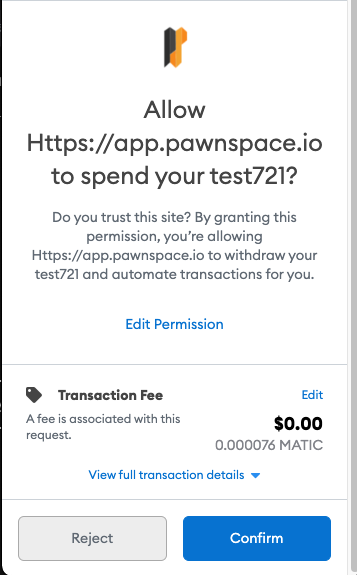 Allow
Https://app.pawnspace.io
to spend your test721?
Do you trust this site? By granting this
permission, you're allowing
Https://app.pawnspace.io to withdraw your
test721 and automate transactions for you.
Edit Permission
Transaction Fee
Edit
A fee is associated with this
request.
$0.00
0.000076 MATIC
View full transaction details
Reject
Confirm